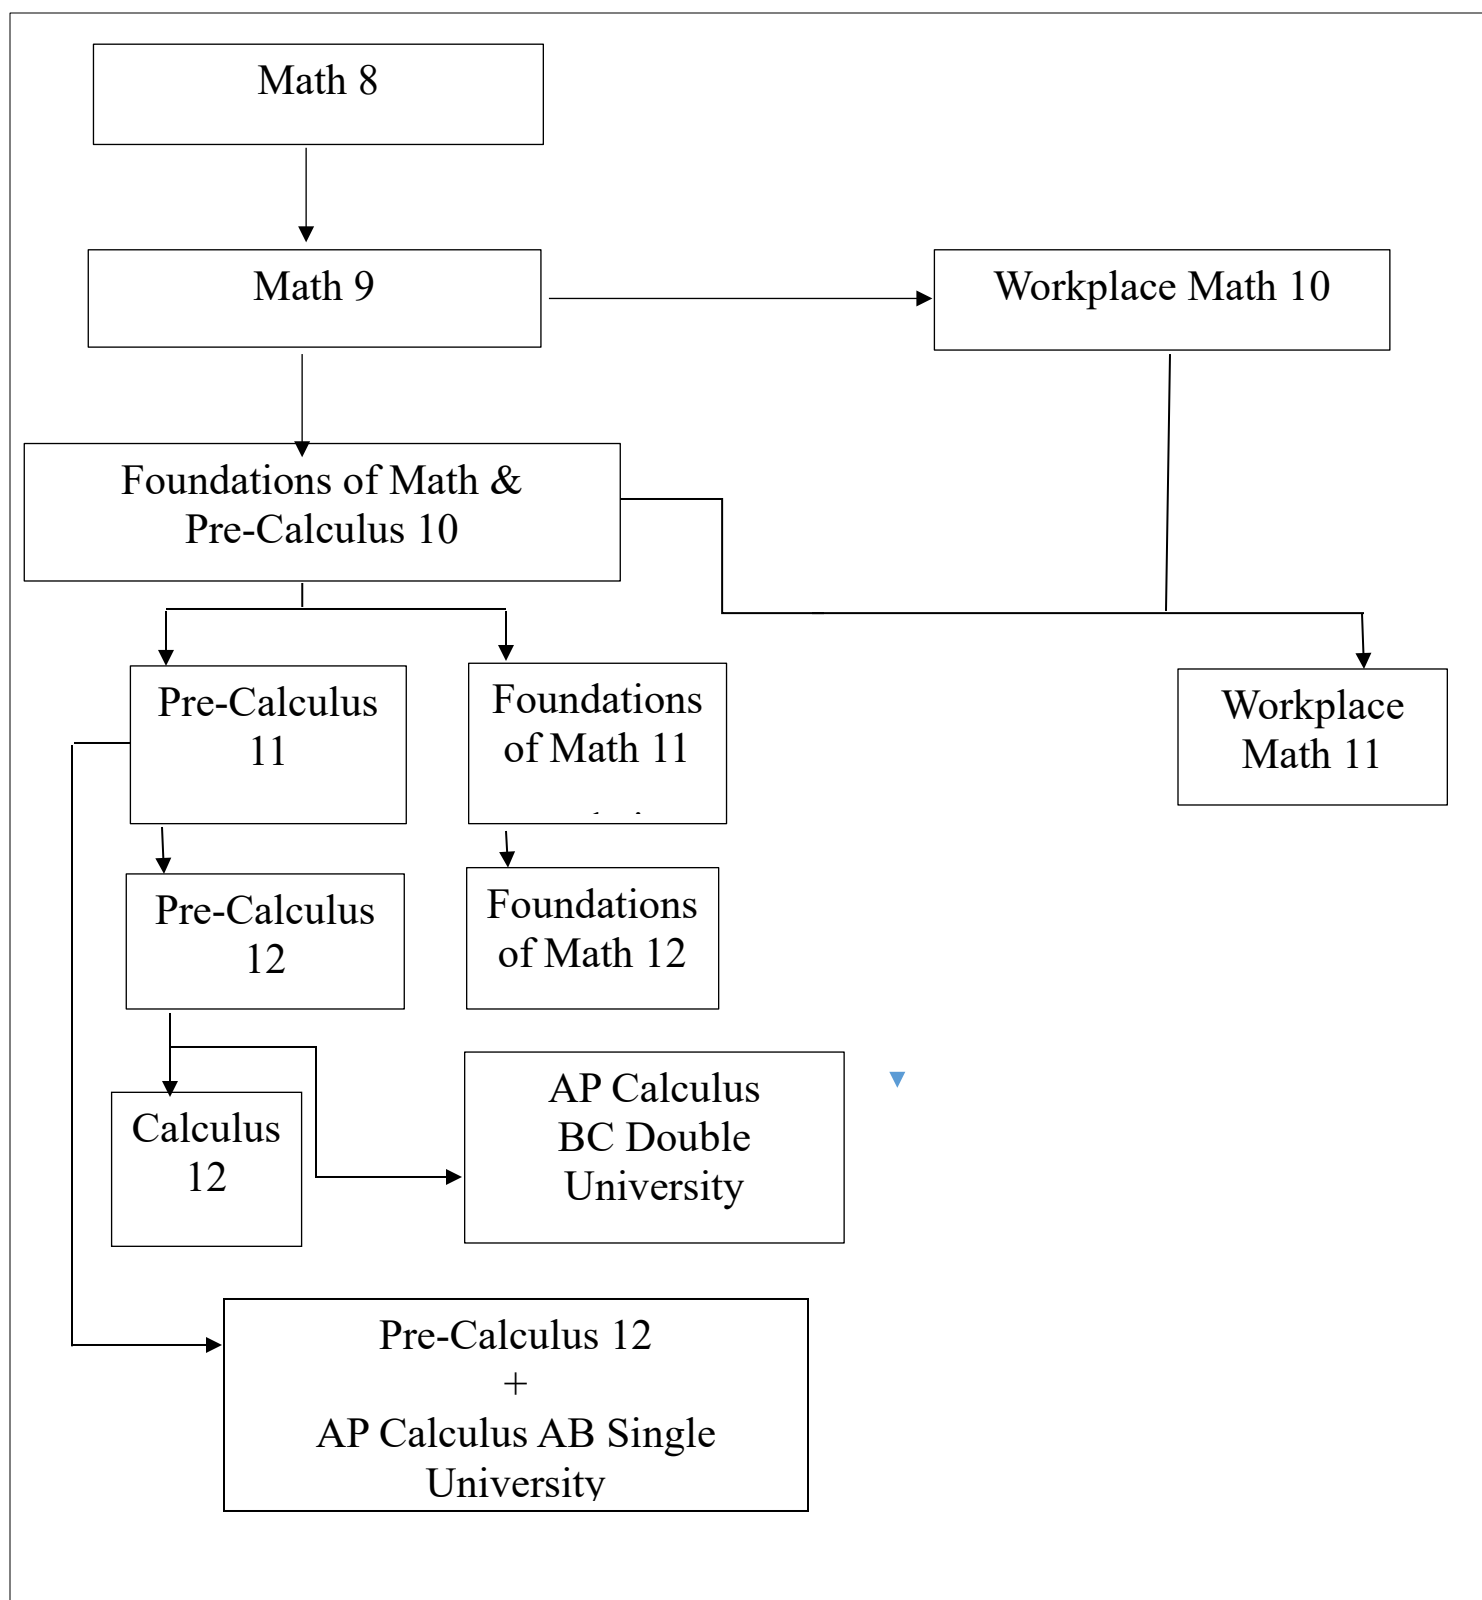 Math 8
Math 9
Workplace Math 10
Foundations of Math &
Pre-Calculus 10
Pre-Calculus
11
Foundations
of Math 11
Workplace
Math 11
Pre-Calculus
12
Foundations
of Math 12
Calculus
12
AP Calculus
BC Double
University
Pre-Calculus 12
+
AP Calculus AB Single
University